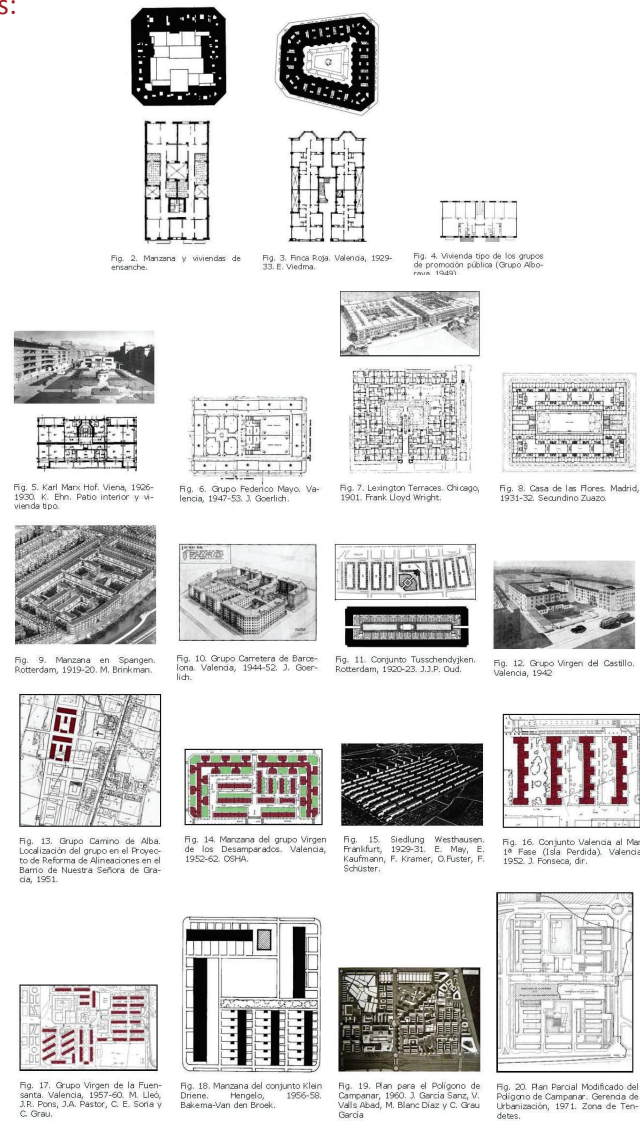 s:
Fig. 2. Manzana y viviendas de
ensanche.
Fig. 3. Finca Roja. Valencia, 1929-
33. E. Viedma.
Fig. 4. Vivienda tipo de los grupos
de promoción pública (Grupo Albo-
raya, 1949)
Fig. 5. Karl Marx Hof. Viena, 1926-
1930. K. Ehn. Patio interior y vi-
vienda tipo.
Fig. 6. Grupo Federico Mayo. Va-
lencia, 1947-53. J. Goerlich.
Fig. 7. Lexington Terraces. Chicago,
1901. Frank Lloyd Wright.
Fig. 8. Casa de las Flores. Madrid,
1931-32. Secundino Zuazo.
Fig. 9. Manzana en Spangen.
Rotterdam, 1919-20. M. Brinkman.
Fig. 10. Grupo Carretera de Barce-
lona. Valencia, 1944-52. J. Goer-
lich.
Fig. 11. Conjunto Tusschendyjken.
Rotterdam, 1920-23. J.J.P. Oud.
Fig. 12. Grupo Virgen del Castillo.
Valencia, 1942
Fig. 13. Grupo Camino de Alba.
Localización del grupo en el Proyec-
to de Reforma de Alineaciones en el
Barrio de Nuestra Señora de Gra-
cia, 1951.
Fig. 14. Manzana del grupo Virgen
de los Desamparados. Valencia,
1952-62. OSHA.
Fig. 15. Siedlung Westhausen.
Frankfurt, 1929-31. E. May, E.
Kaufmann, F. Kramer, O.Fuster, F.
Schüster.
Fig. 16. Conjunto Valencia al Mar
1ª Fase (Isla Perdida). Valencia
1952. J. Fonseca, dir.
Fig. 17. Grupo Virgen de la Fuen-
santa. Valencia, 1957-60. M. Lleó,
J.R. Pons, J.A. Pastor, C. E. Soria y
C. Grau.
Fig. 18. Manzana del conjunto Klein
Driene. Hengelo, 1956-58.
Bakema-Van den Broek.
Fig. 19. Plan para el Polígono de
Campanar, 1960. J. García Sanz, V.
Valls Abad, M. Blanc Díaz y C. Grau
García
Fig. 20. Plan Parcial Modificado del
Polígono de Campanar. Gerencia de
Urbanización, 1971. Zona de Ten-
detes.